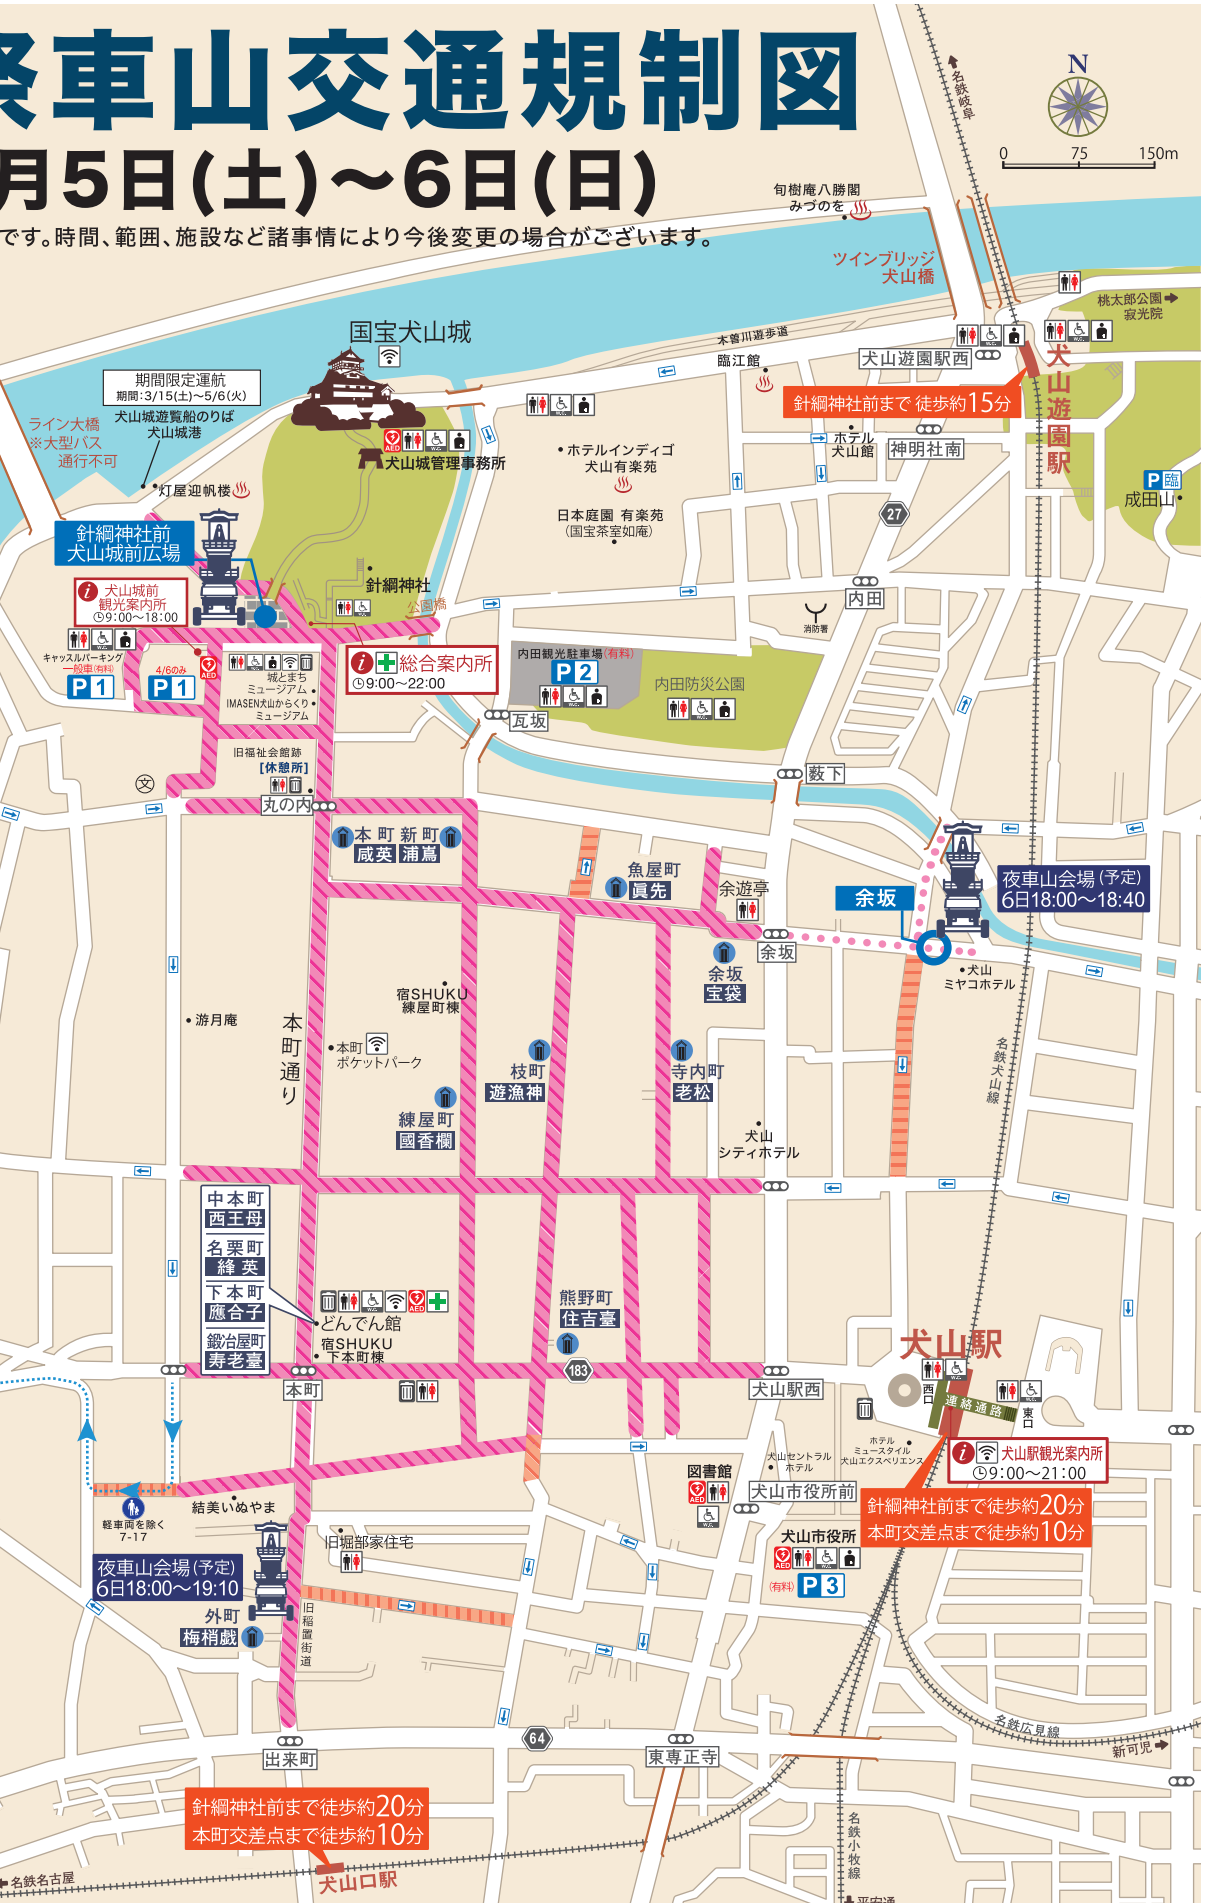 祭車山交通規制図
月5日(土)～6日(日)
です。時間、範囲、施設など諸事情により今後変更の場合がございます。
名鉄岐阜
N
0 75 150m
旬樹庵八勝閣
みづのを
ツインブリッジ
犬山橋
桃太郎公園
寂光院
木曽川遊歩道
臨江館
犬山遊園駅西
犬山遊園駅
針綱神社前まで 徒歩約15分
国宝犬山城
期間限定運航
期間：3/15(土)～5/6(火)
犬山城遊覧船のりば
犬山城港
ライン大橋
※大型バス
通行不可
灯屋迎帆楼
AED
犬山城管理事務所
ホテルインディゴ
犬山有楽苑
ホテル
犬山館
神明社南
P 臨
成田山
日本庭園 有楽苑
(国宝茶室如庵)
27
針綱神社前
犬山城前広場
i 犬山城前
観光案内所
9:00～18:00
針綱神社
公園橋
内田
消防署
キャッスルパーキング
一般車(有料)
P 1
4/6のみ
P 1
AED
城とまち
ミュージアム
IMASEN犬山からくり
ミュージアム
i 総合案内所
9:00～22:00
内田観光駐車場(有料)
P 2
内田防災公園
瓦坂
旧福祉会館跡
[休憩所]
文
丸の内
薮下
本町
咸英
新町
浦嶌
魚屋町
眞先
余遊亭
余坂
夜車山会場(予定)
6日18:00～18:40
余坂
余坂
宝袋
犬山
ミヤコホテル
宿SHUKU
練屋町棟
游月庵
本町通り
本町
ポケットパーク
枝町
遊漁神
寺内町
老松
名鉄犬山線
練屋町
國香欄
犬山
シティホテル
中本町
西王母
名栗町
縫英
下本町
應合子
鍛冶屋町
寿老臺
AED
どんでん館
宿SHUKU
下本町棟
熊野町
住吉臺
183
本町
犬山駅西
犬山駅
西口
連絡通路
東口
ホテル
ミュースタイル
犬山エクスペリエンス
i 犬山駅観光案内所
9:00～21:00
犬山セントラル
ホテル
図書館
AED
犬山市役所前
針綱神社前まで徒歩約20分
本町交差点まで徒歩約10分
軽車両を除く
7-17
結美いぬやま
旧堀部家住宅
犬山市役所
AED
(有料) P 3
夜車山会場(予定)
6日18:00～19:10
外町
梅梢戯
旧稲置街道
名鉄広見線
新可児
出来町
64
東専正寺
針綱神社前まで徒歩約20分
本町交差点まで徒歩約10分
名鉄小牧線
名鉄名古屋
犬山口駅
平安通